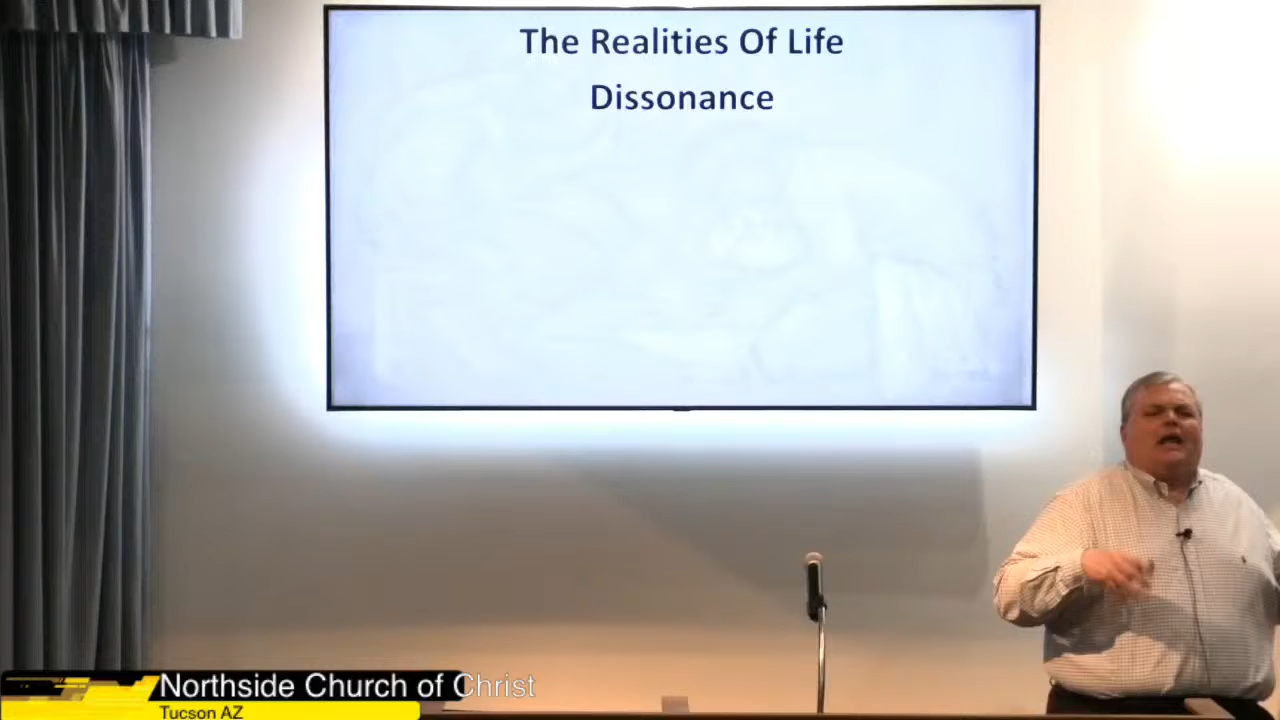 The Realities Of Life
Dissonance
Northside Church of Christ
Tucson AZ